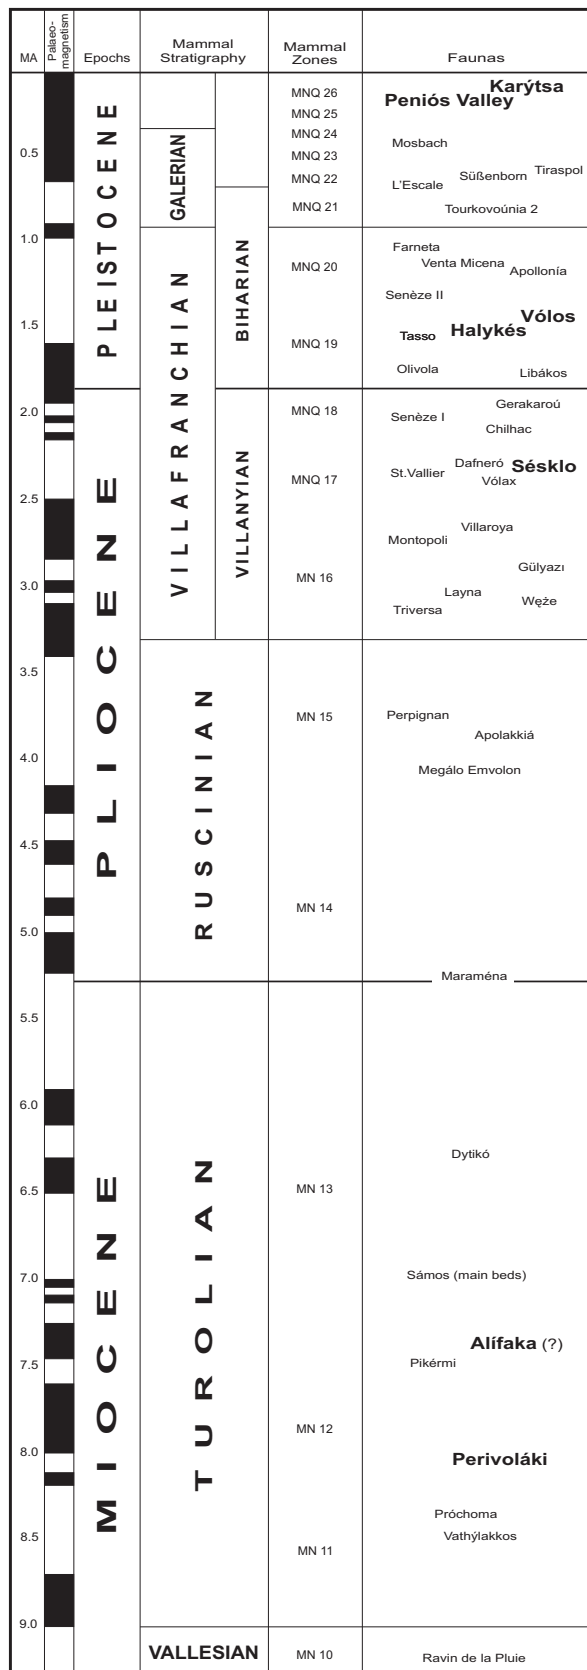 MA
Palaeo-
magnetism
Epochs
Mammal
Stratigraphy
Mammal
Zones
Faunas
0.5
1.0
1.5
2.0
2.5
3.0
3.5
4.0
4.5
5.0
5.5
6.0
6.5
7.0
7.5
8.0
8.5
9.0
PLEISTOCENE
PLIOCENE
MIOCENE
GALERIAN
VILLAFRANCHIAN
BIHARIAN
VILLANYIAN
RUSCINIAN
TUROLIAN
VALLESIAN
MNQ 26
MNQ 25
MNQ 24
MNQ 23
MNQ 22
MNQ 21
MNQ 20
MNQ 19
MNQ 18
MNQ 17
MN 16
MN 15
MN 14
MN 13
MN 12
MN 11
MN 10
Karýtsa
Peniós Valley
Mosbach
Tiraspol
Süßenborn
L'Escale
Tourkovoúnia 2
Farneta
Venta Micena
Apollonía
Senèze II
Vólos
Halykés
Tasso
Olivola
Libákos
Gerakaroú
Senèze I
Chilhac
Dafneró
Sésklo
St.Vallier
Vólax
Villaroya
Montopoli
Gülyazı
Layna
Węże
Triversa
Perpignan
Apolakkiá
Megálo Emvolon
Maraména
Dytikó
Sámos (main beds)
Alífaka (?)
Pikérmi
Perivoláki
Próchoma
Vathýlakkos
Ravin de la Pluie